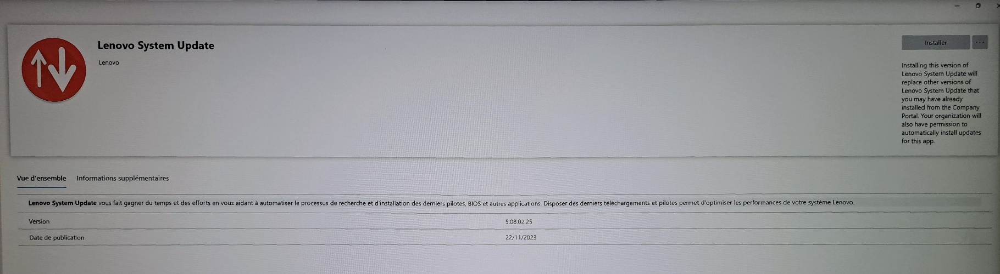 Lenovo System Update
Lenovo
Installer
...
Installing this version of
Lenovo System Update will
replace other versions of
Lenovo System Update that
you may have already
installed from the Company
Portal. Your organization will
also have permission to
automatically install updates
for this app.
Vue d'ensemble Informations supplémentaires
Lenovo System Update vous fait gagner du temps et des efforts en vous aidant à automatiser le processus de recherche et d'installation des derniers pilotes, BIOS et autres applications. Disposer des derniers téléchargements et pilotes permet d'optimiser les performances de votre système Lenovo.
Version 5.08.02.25
Date de publication 22/11/2023